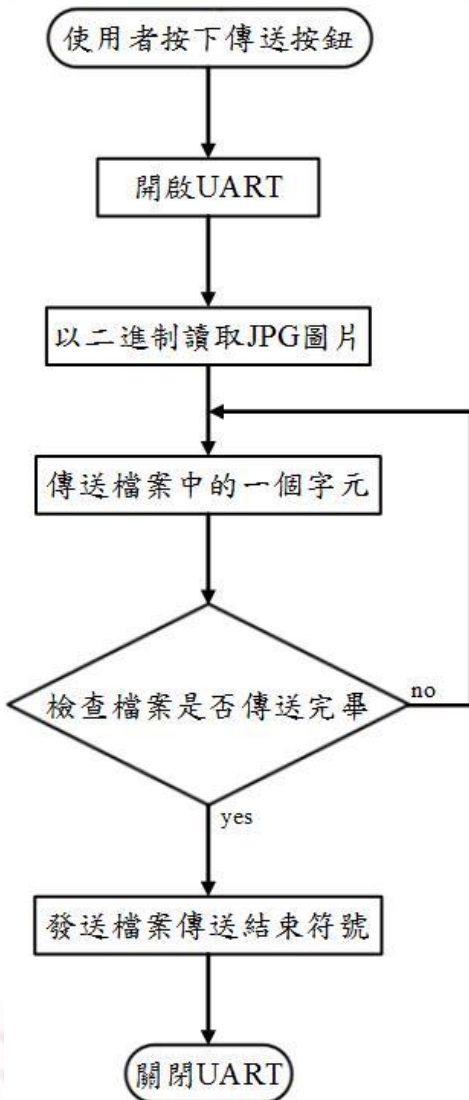 使用者按下傳送按鈕
開啟UART
以二進制讀取JPG圖片
傳送檔案中的一個字元
檢查檔案是否傳送完畢
no
yes
發送檔案傳送結束符號
關閉UART